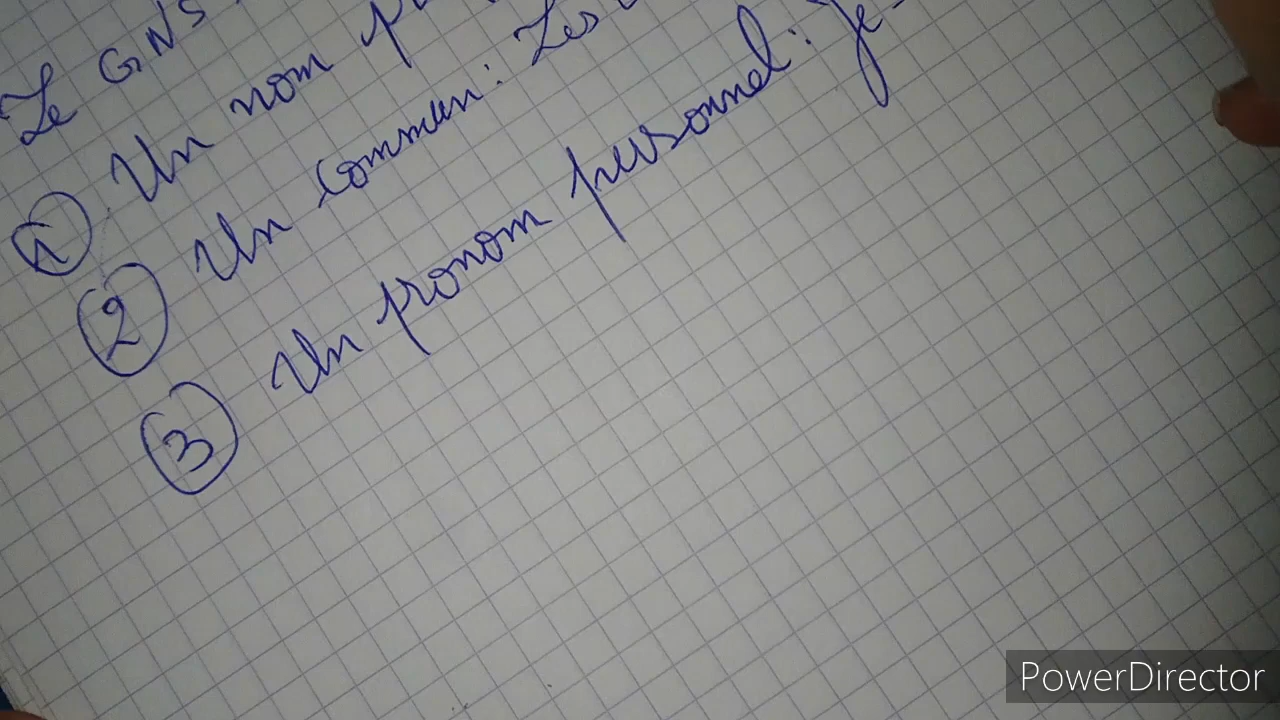 Le GNS
① Un nom
② Un commun: Les
③ Un pronom personnel: Je-
PowerDirector